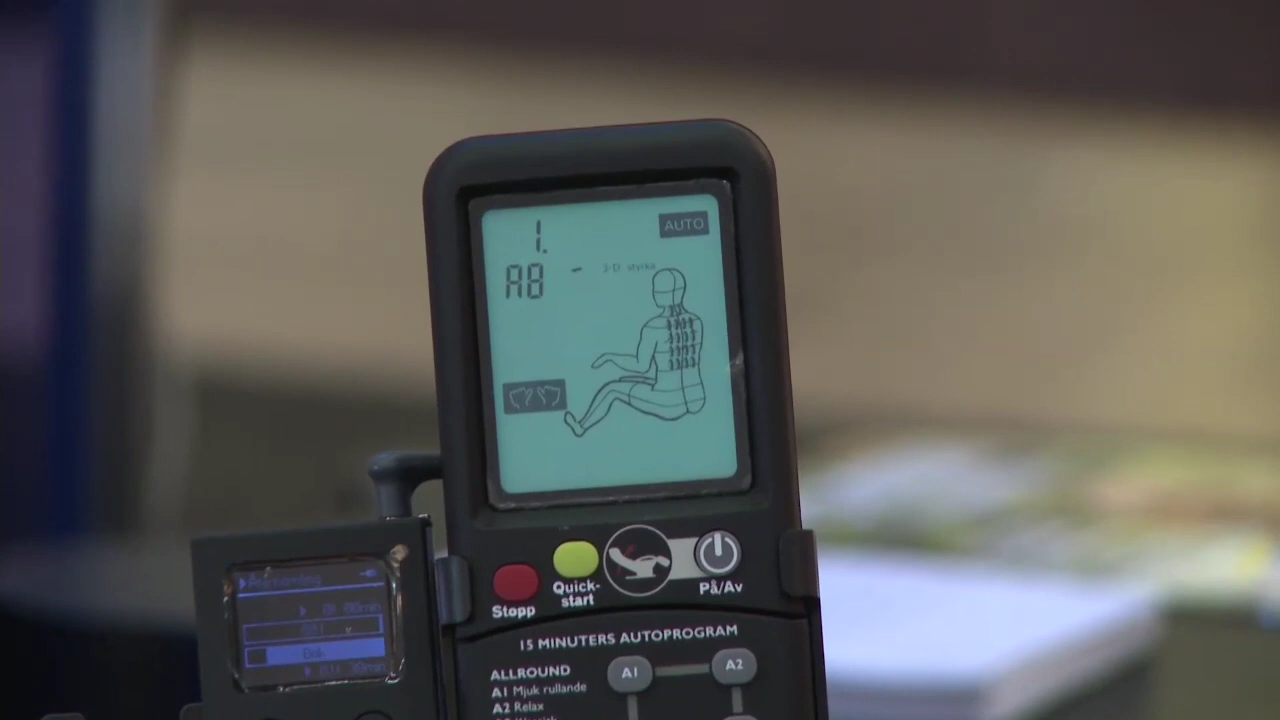 1.
AUTO
A8
3-D styrka
Stopp
Quick-
start
På/Av
15 MINUTERS AUTOPROGRAM
ALLROUND
A1 Mjuk rullande
A2 Relax
A1
A2